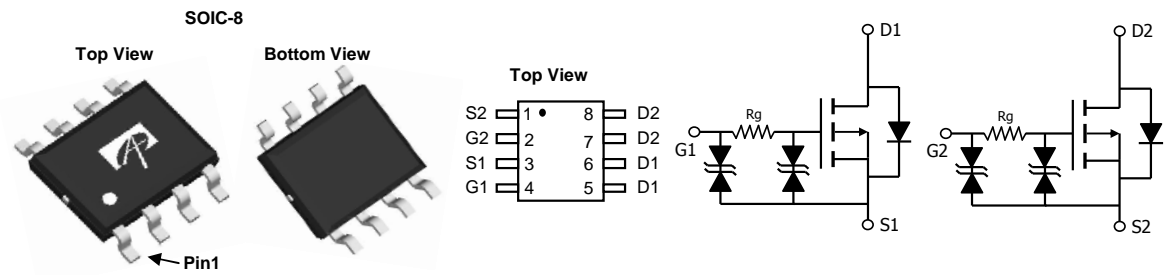 SOIC-8
Top View
Bottom View
Pin1
Top View
S2 1 8 D2
G2 2 7 D2
S1 3 6 D1
G1 4 5 D1
D1
Rg
G1
S1
D2
Rg
G2
S2